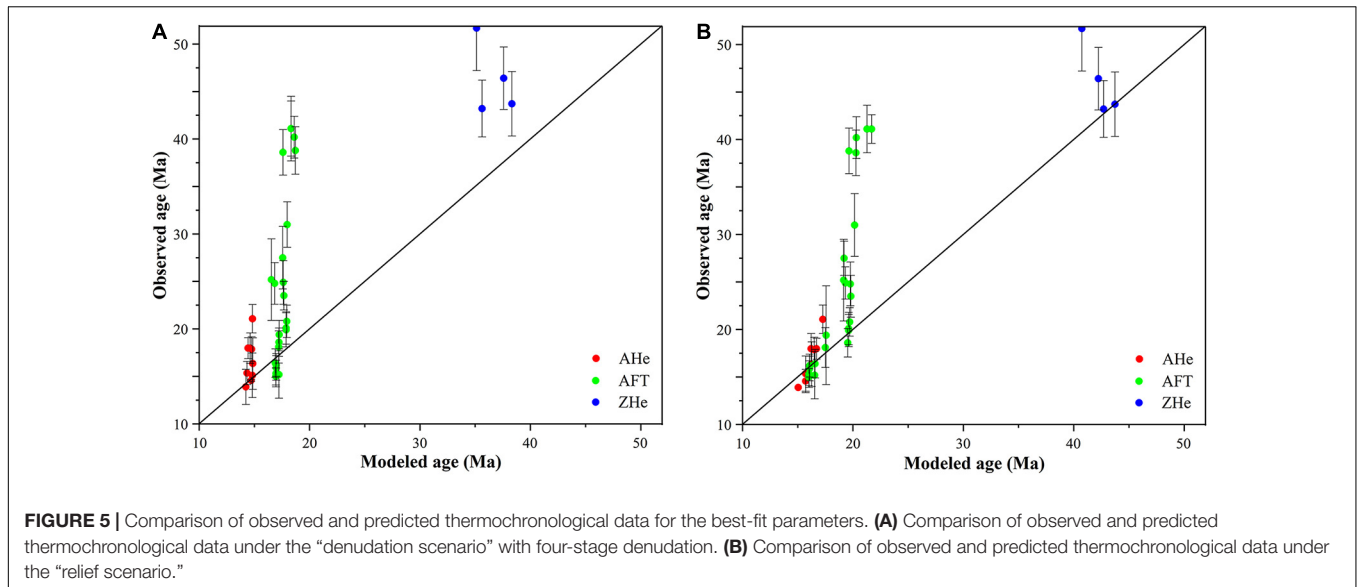 A
50
40
30
20
10
Observed age (Ma)
10 20 30 40 50
Modeled age (Ma)
AHe
AFT
ZHe
B
50
40
30
20
10
Observed age (Ma)
10 20 30 40 50
Modeled age (Ma)
AHe
AFT
ZHe
FIGURE 5 | Comparison of observed and predicted thermochronological data for the best-fit parameters. (A) Comparison of observed and predicted
thermochronological data under the “denudation scenario” with four-stage denudation. (B) Comparison of observed and predicted thermochronological data under
the “relief scenario.”